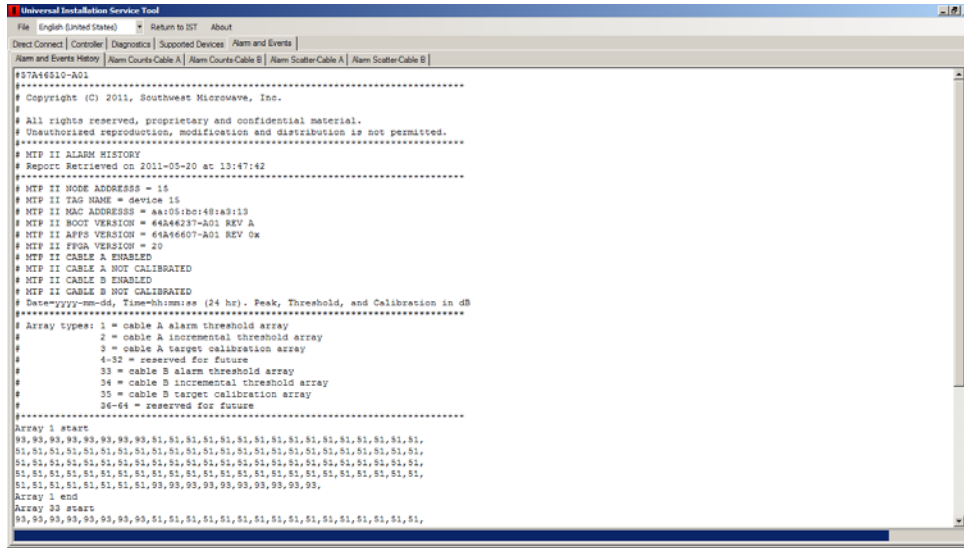 Universal Installation Service Tool
File English (United States) Return to IST About
Direct Connect Controller Diagnostics Supported Devices Alarm and Events
Alarm and Events History Alarm Counts-Cable A Alarm Counts-Cable B Alarm Scatter-Cable A Alarm Scatter-Cable B
#57A46510-A01
#****************************************************************************
# Copyright (C) 2011, Southwest Microwave, Inc.
#
# All rights reserved, proprietary and confidential material.
# Unauthorized reproduction, modification and distribution is not permitted.
#****************************************************************************
# MTP II ALARM HISTORY
# Report Retrieved on 2011-05-20 at 13:47:42
#****************************************************************************
# MTP II NODE ADDRESSS = 15
# MTP II TAG NAME = device 15
# MTP II MAC ADDRESSS = aa:05:bc:48:a3:13
# MTP II BOOT VERSION = 64A46237-A01 REV A
# MTP II APPS VERSION = 64A46607-A01 REV 0x
# MTP II FPGA VERSION = 20
# MTP II CABLE A ENABLED
# MTP II CABLE A NOT CALIBRATED
# MTP II CABLE B ENABLED
# MTP II CABLE B NOT CALIBRATED
# Date=yyyy-mm-dd, Time=hh:mm:ss (24 hr). Peak, Threshold, and Calibration in dB
#****************************************************************************
# Array types: 1 = cable A alarm threshold array
# 2 = cable A incremental threshold array
# 3 = cable A target calibration array
# 4-32 = reserved for future
# 33 = cable B alarm threshold array
# 34 = cable B incremental threshold array
# 35 = cable B target calibration array
# 36-64 = reserved for future
#****************************************************************************
Array 1 start
93,93,93,93,93,93,93,93,51,51,51,51,51,51,51,51,51,51,51,51,51,51,51,51,
51,51,51,51,51,51,51,51,51,51,51,51,51,51,51,51,51,51,51,51,51,51,51,51,
51,51,51,51,51,51,51,51,51,51,51,51,51,51,51,51,51,51,51,51,51,51,51,51,
51,51,51,51,51,51,51,51,51,51,51,51,51,51,51,51,51,51,51,51,51,51,51,51,
51,51,51,51,51,51,51,51,93,93,93,93,93,93,93,93,93,93,
Array 1 end
Array 33 start
93,93,93,93,93,93,93,93,51,51,51,51,51,51,51,51,51,51,51,51,51,51,51,51,